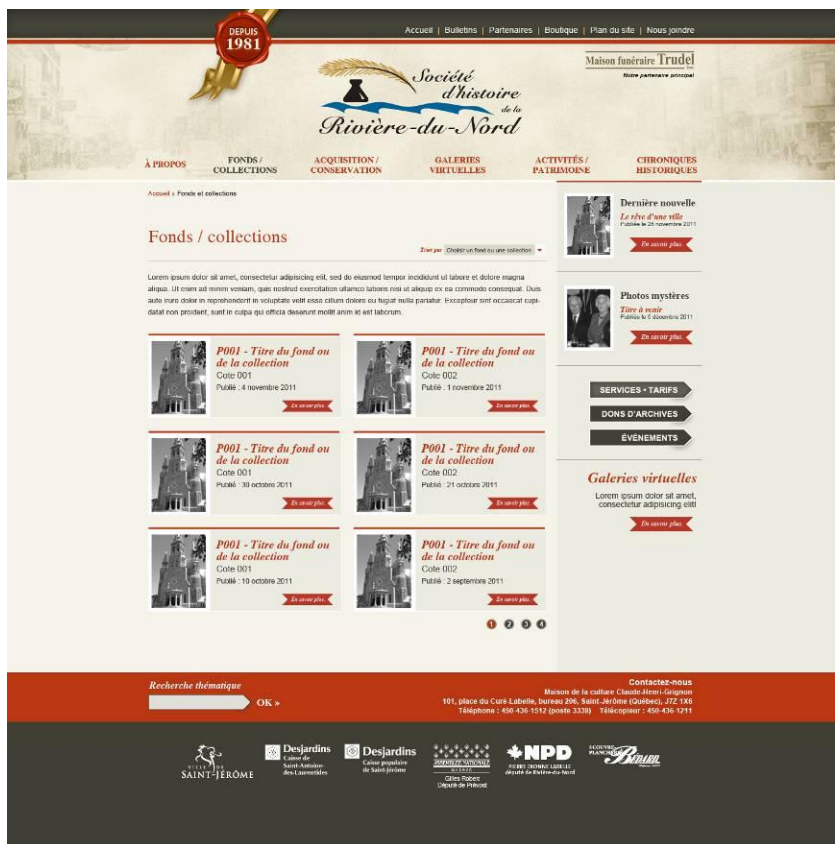 DEPUIS
1981
Accueil | Bulletins | Partenaires | Boutique | Plan du site | Nous joindre
Maison funéraire Trudel
Notre partenaire principal
Société
d'histoire
de la
Rivière-du-Nord
À PROPOS
FONDS /
COLLECTIONS
ACQUISITION /
CONSERVATION
GALERIES
VIRTUELLES
ACTIVITÉS /
PATRIMOINE
CHRONIQUES
HISTORIQUES
Accueil » Fonds et collections
Fonds / collections
Trier par Choisir un fond ou une collection
Lorem ipsum dolor sit amet, consectetur adipisicing elit, sed do eiusmod tempor incididunt ut labore et dolore magna
aliqua. Ut enim ad minim veniam, quis nostrud exercitation ullamco laboris nisi ut aliquip ex ea commodo consequat. Duis
aute irure dolor in reprehenderit in voluptate velit esse cillum dolore eu fugiat nulla pariatur. Excepteur sint occaecat cupi-
datat non proident, sunt in culpa qui officia deserunt mollit anim id est laborum.
P001 - Titre du fond ou
de la collection
Cote 001
Publié : 4 novembre 2011
En savoir plus.
P001 - Titre du fond ou
de la collection
Cote 002
Publié : 1 novembre 2011
En savoir plus.
P001 - Titre du fond ou
de la collection
Cote 001
Publié : 30 octobre 2011
En savoir plus.
P001 - Titre du fond ou
de la collection
Cote 002
Publié : 21 octobre 2011
En savoir plus.
P001 - Titre du fond ou
de la collection
Cote 001
Publié : 10 octobre 2011
En savoir plus.
P001 - Titre du fond ou
de la collection
Cote 002
Publié : 2 septembre 2011
En savoir plus.
1 2 3 4
Dernière nouvelle
Le rêve d'une ville
Publiée le 26 novembre 2011
En savoir plus.
Photos mystères
Titre à venir
Publiée le 6 décembre 2011
En savoir plus.
SERVICES • TARIFS
DONS D'ARCHIVES
ÉVÉNEMENTS
Galeries virtuelles
Lorem ipsum dolor sit amet,
consectetur adipisicing elit!
En savoir plus.
Recherche thématique
OK »
Contactez-nous
Maison de la culture Claude-Henri-Grignon
101, place du Curé-Labelle, bureau 206, Saint-Jérôme (Québec), J7Z 1X6
Téléphone : 450-436-1512 (poste 3339) Télécopieur : 450-436-1211
VILLE DE
SAINT-JÉRÔME
Desjardins
Caisse de
Saint-Antoine-
des-Laurentides
Desjardins
Caisse populaire
de Saint-Jérôme
ASSEMBLÉE NATIONALE
QUÉBEC
Gilles Robert
Député de Prévost
NPD
PIERRE DIONNE LABELLE
député de Rivière-du-Nord
BÉDARD